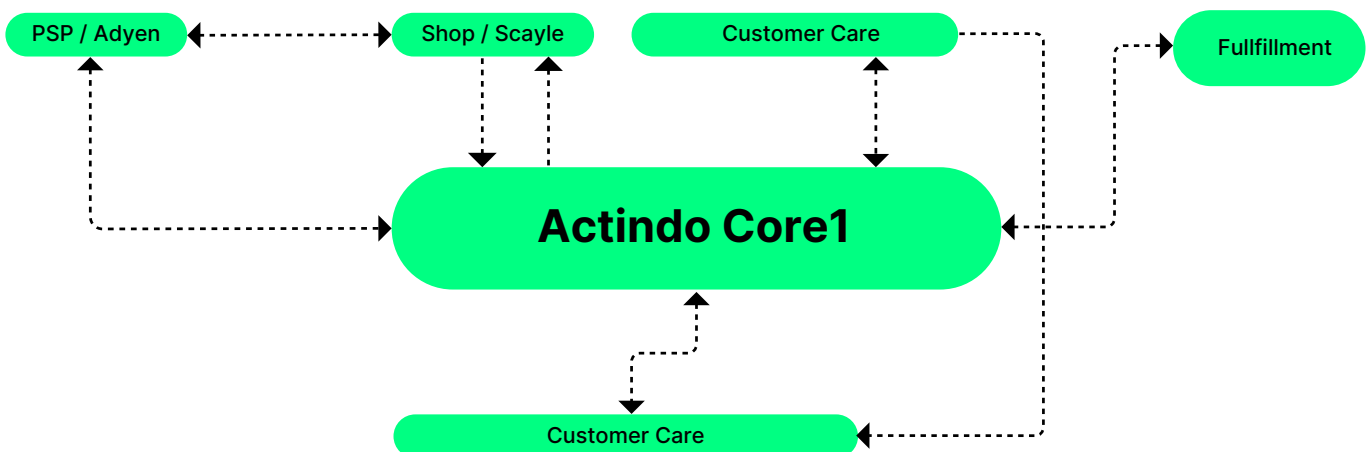 PSP / Adyen
Shop / Scayle
Customer Care
Fullfillment
Actindo Core1
Customer Care